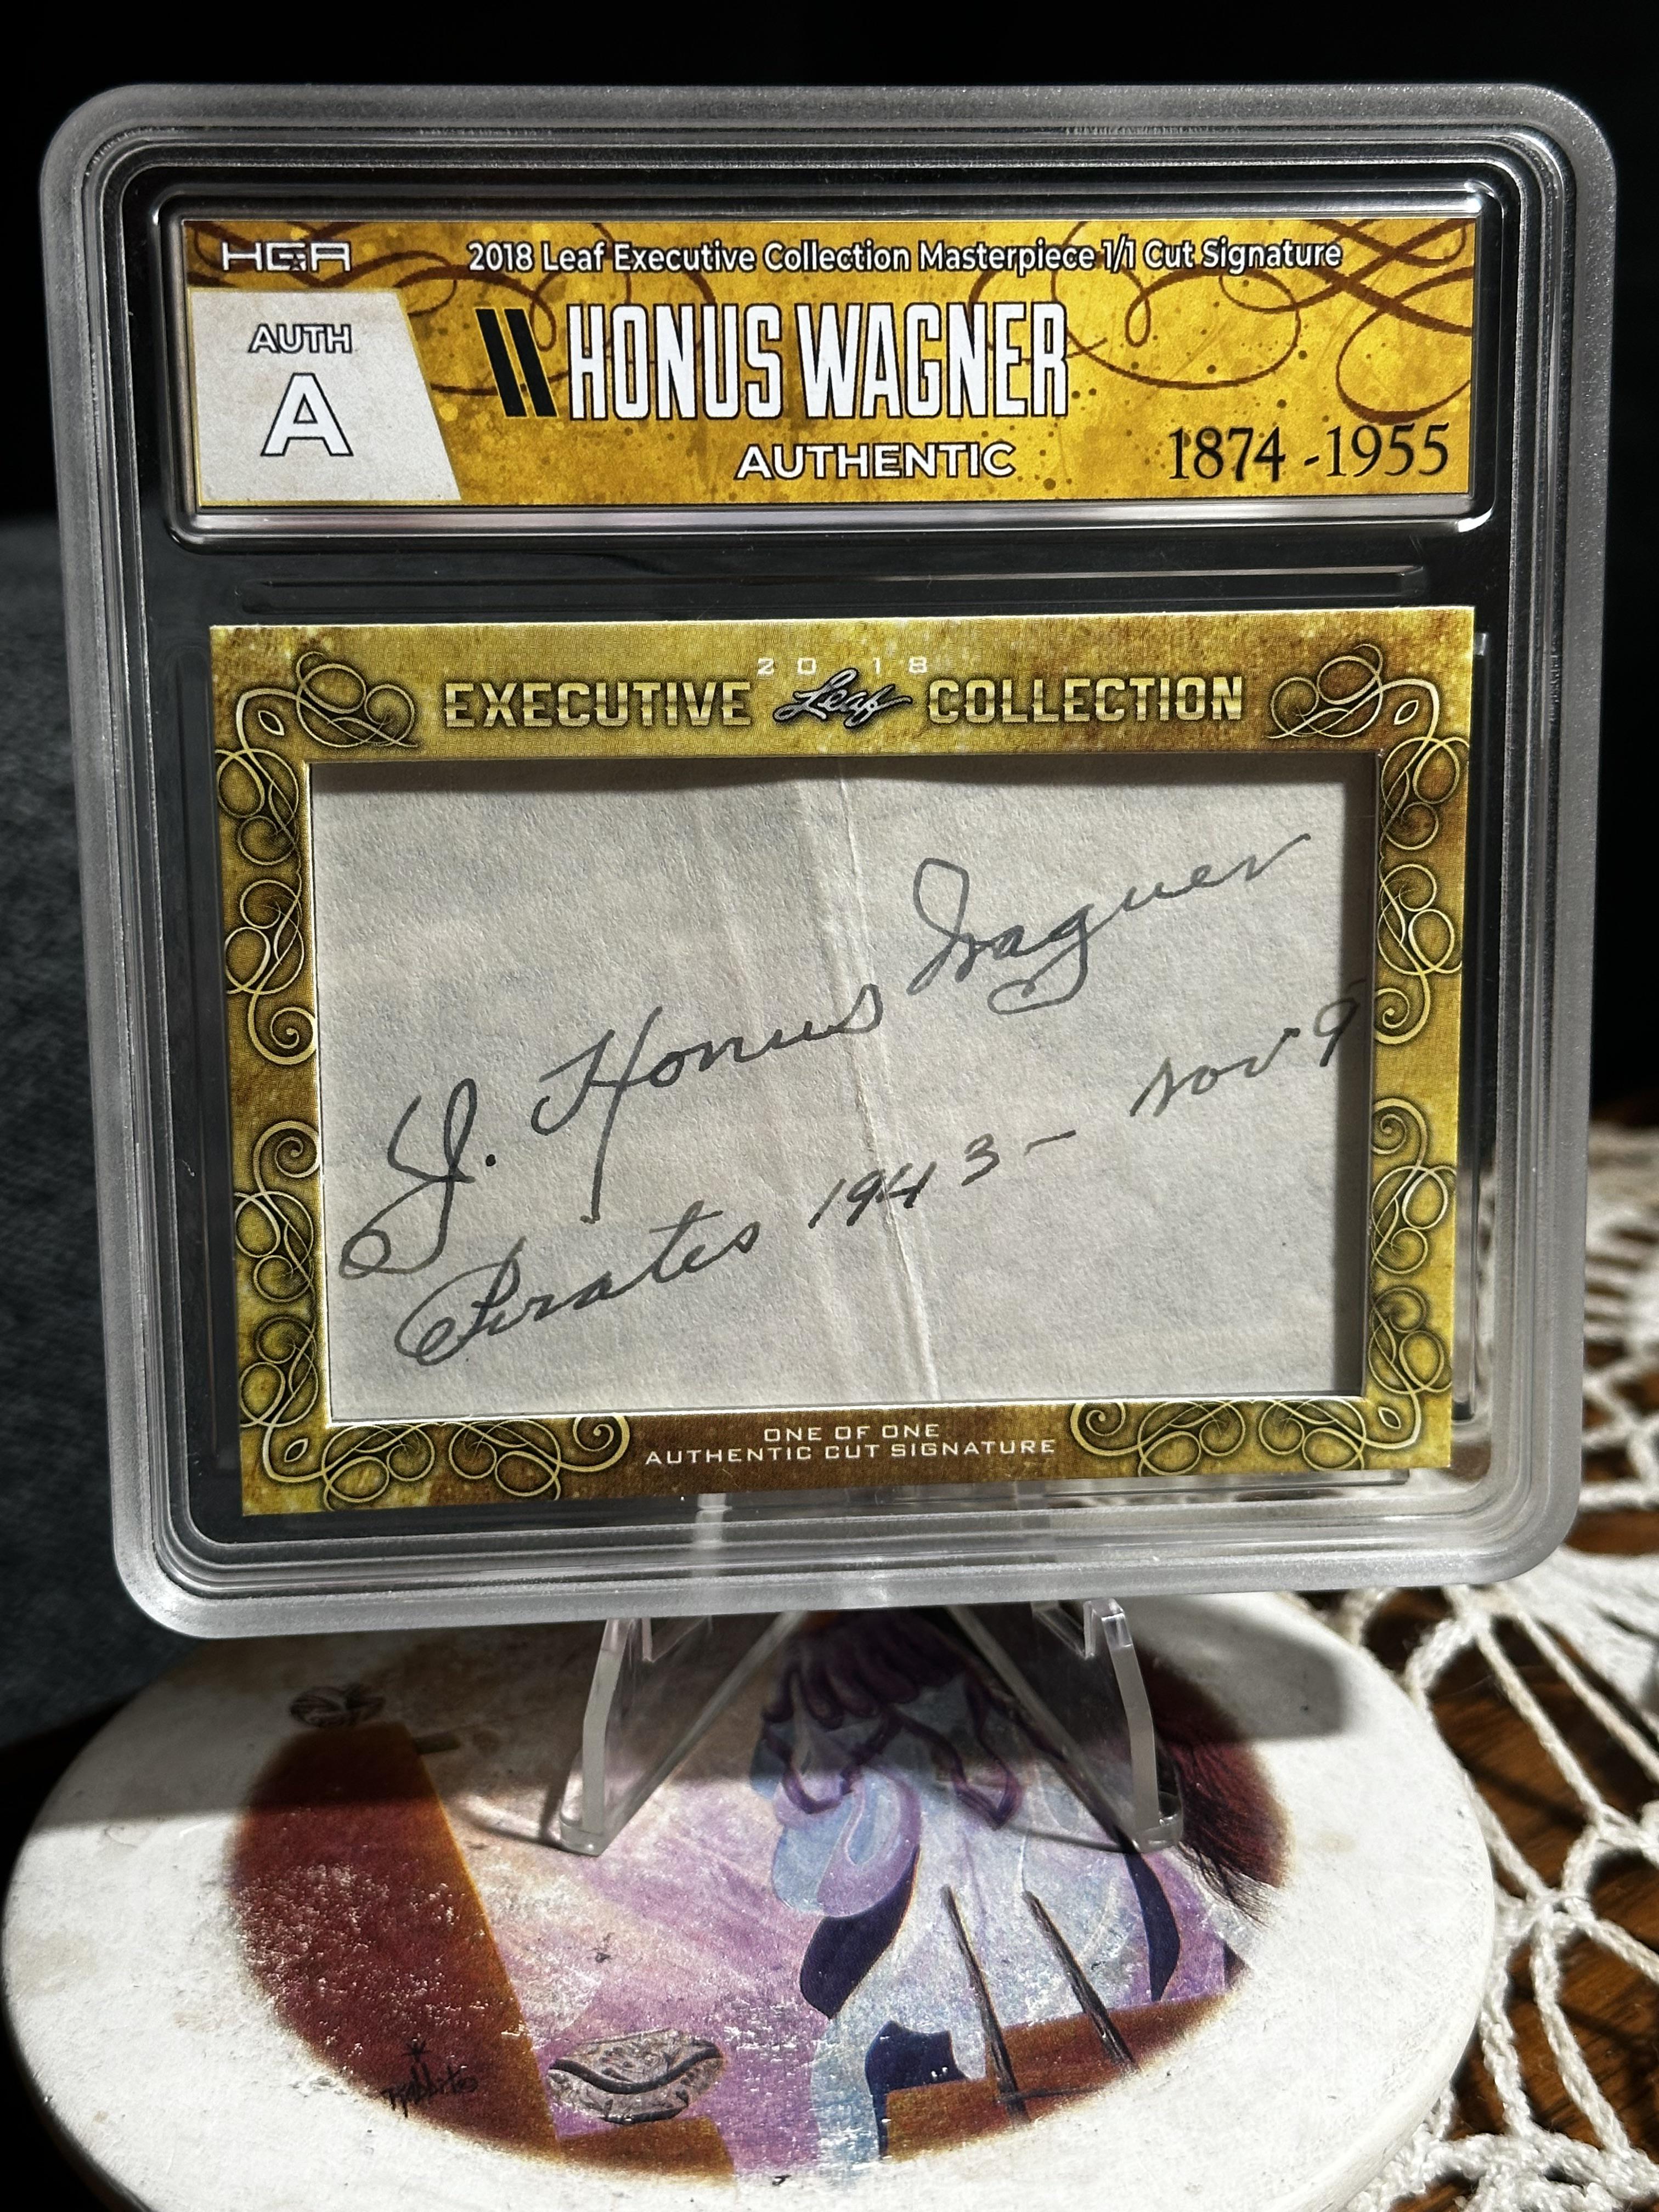 HGA
2018 Leaf Executive Collection Masterpiece 1/1 Cut Signature
AUTH
A
HONUS WAGNER
AUTHENTIC
1874 - 1955
2018
EXECUTIVE Leaf COLLECTION
J. Honus Wagner
Pirates 1943 - Nov 9
ONE OF ONE
AUTHENTIC CUT SIGNATURE